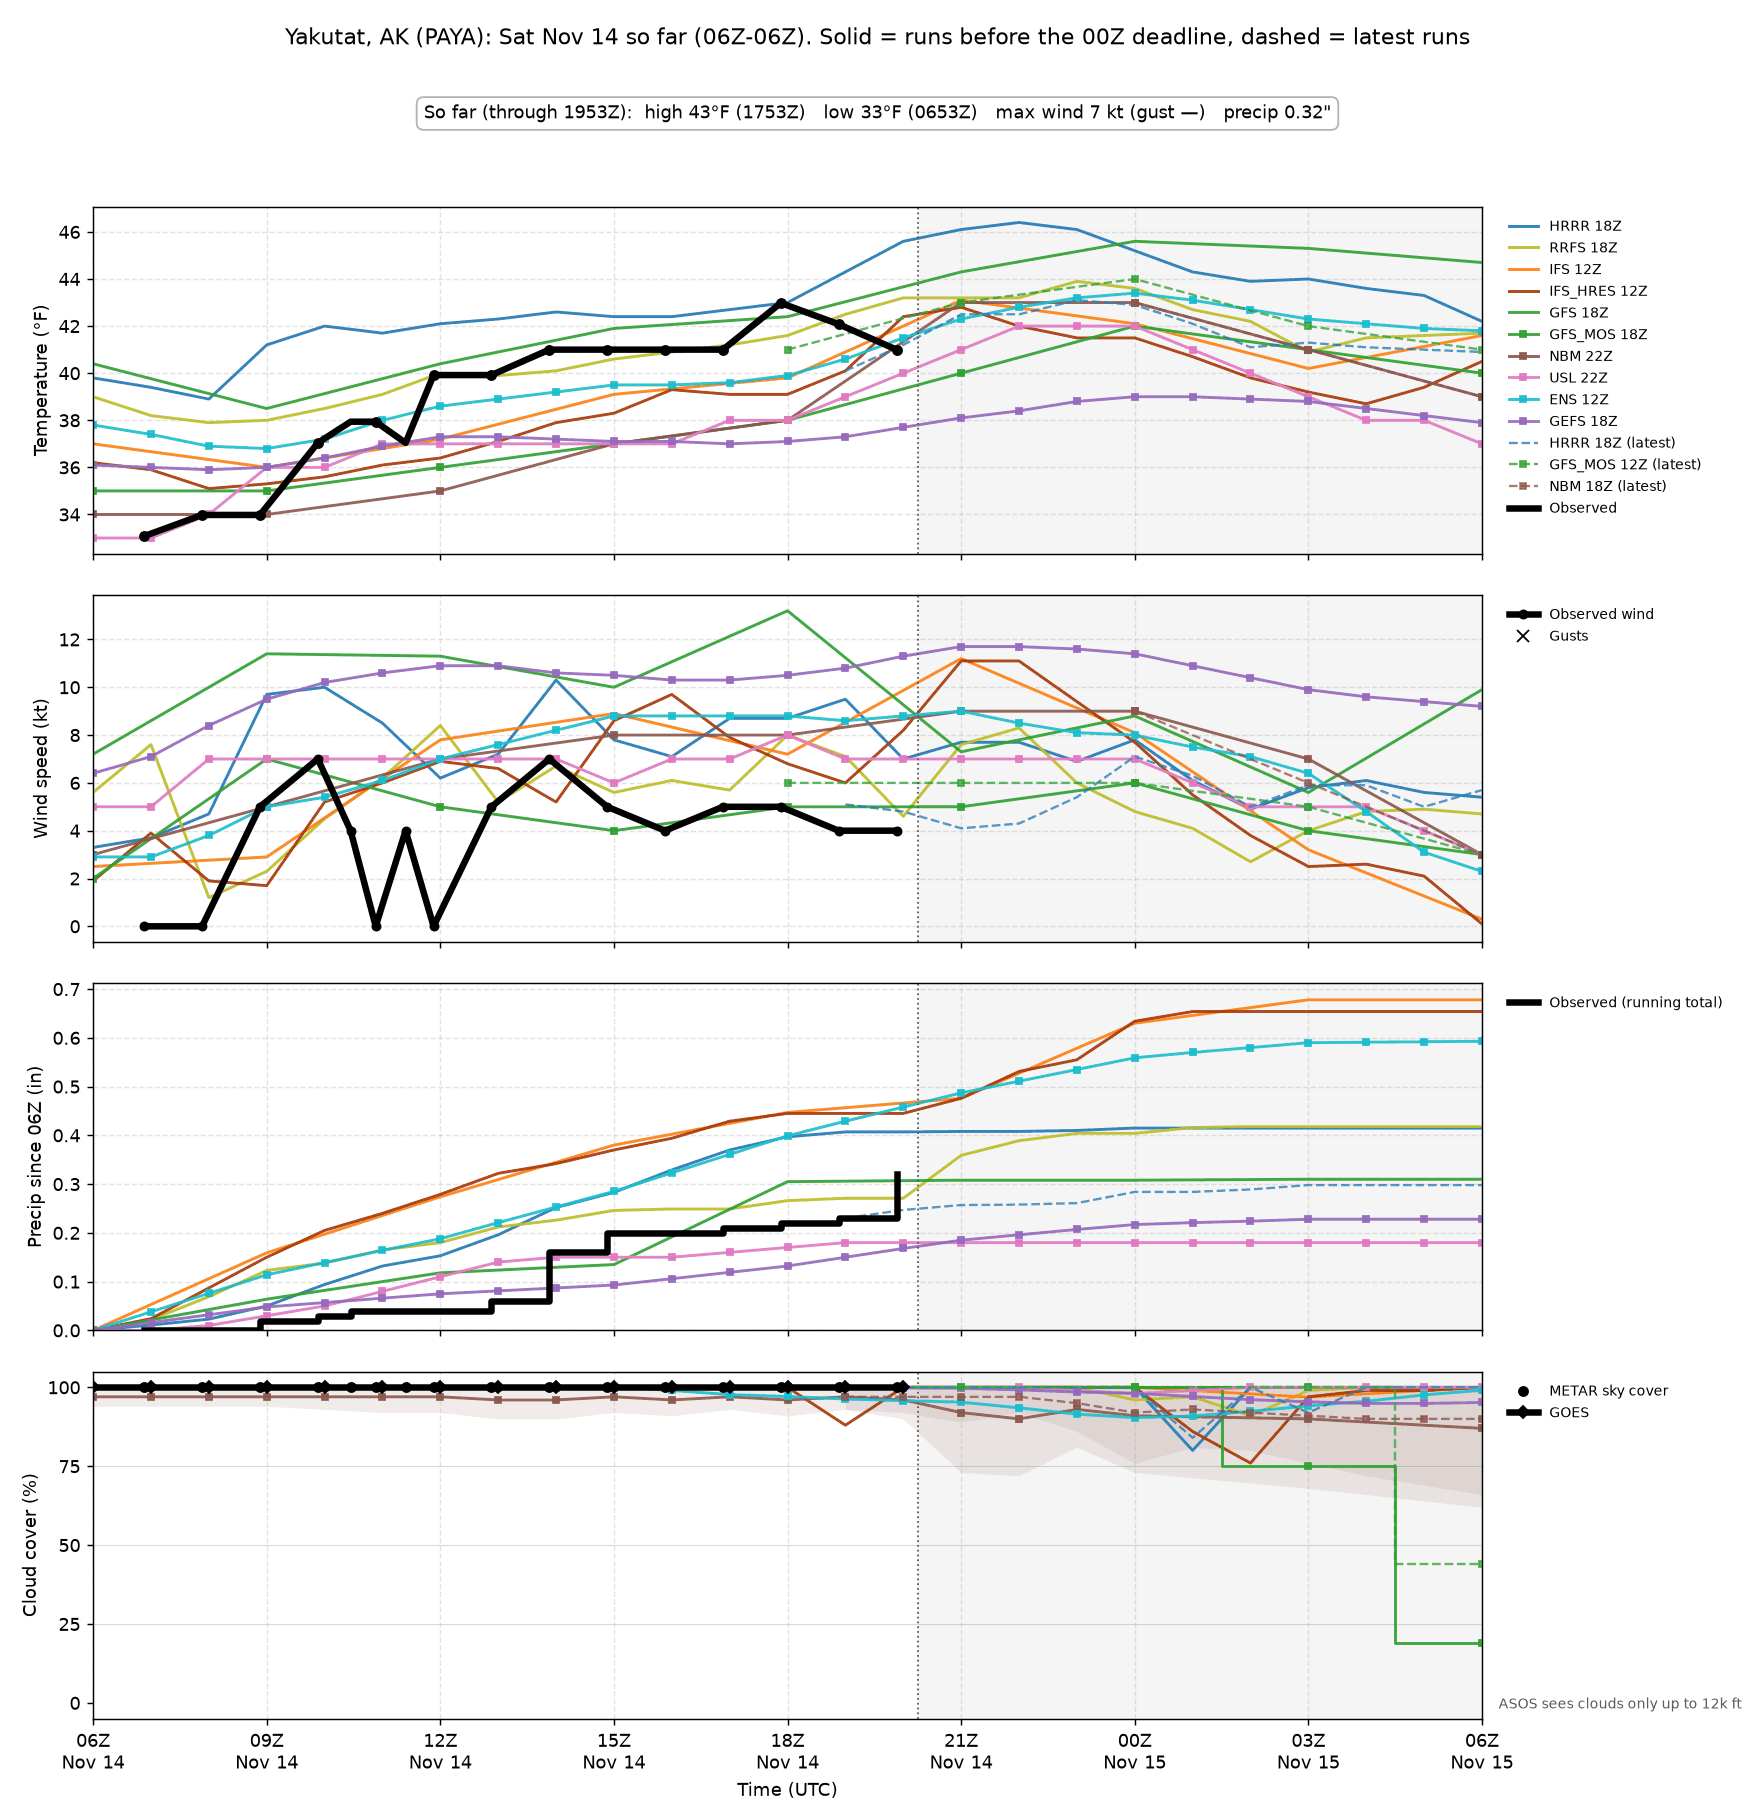 Yakutat, AK (PAYA): Sat Nov 14 so far (06Z-06Z). Solid = runs before the 00Z deadline, dashed = latest runs
So far (through 1953Z):  high 43°F (1753Z)   low 33°F (0653Z)   max wind 7 kt (gust —)   precip 0.32"
Temperature (°F)
46
44
42
40
38
36
34
HRRR 18Z
RRFS 18Z
IFS 12Z
IFS_HRES 12Z
GFS 18Z
GFS_MOS 18Z
NBM 22Z
USL 22Z
ENS 12Z
GEFS 18Z
HRRR 18Z (latest)
GFS_MOS 12Z (latest)
NBM 18Z (latest)
Observed
Wind speed (kt)
12
10
8
6
4
2
0
Observed wind
Gusts
Precip since 06Z (in)
0.7
0.6
0.5
0.4
0.3
0.2
0.1
0.0
Observed (running total)
Cloud cover (%)
100
75
50
25
0
METAR sky cover
GOES
ASOS sees clouds only up to 12k ft
06Z 09Z 12Z 15Z 18Z 21Z 00Z 03Z 06Z
Nov 14 Nov 14 Nov 14 Nov 14 Nov 14 Nov 14 Nov 15 Nov 15 Nov 15
Time (UTC)